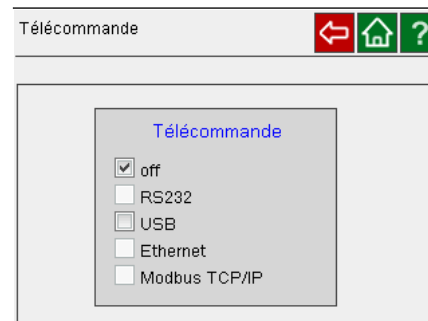 Télécommande
?
Télécommande
off
RS232
USB
Ethernet
Modbus TCP/IP